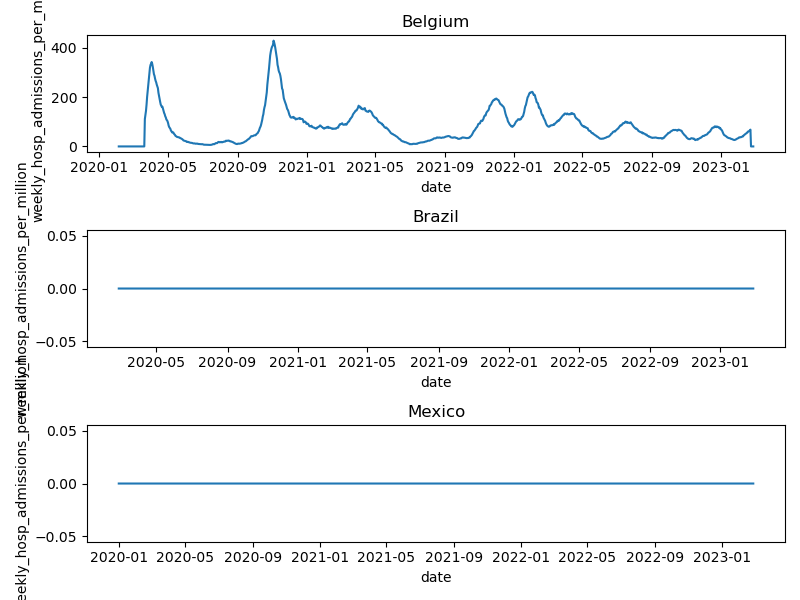 Belgium
weekly_hosp_admissions_per_m
400
200
0
2020-01 2020-05 2020-09 2021-01 2021-05 2021-09 2022-01 2022-05 2022-09 2023-01
date
Brazil
weekly_hosp_admissions_per_million
0.05
0.00
−0.05
2020-05 2020-09 2021-01 2021-05 2021-09 2022-01 2022-05 2022-09 2023-01
date
Mexico
eekly_hosp_admissions_per_million
0.05
0.00
−0.05
2020-01 2020-05 2020-09 2021-01 2021-05 2021-09 2022-01 2022-05 2022-09 2023-01
date